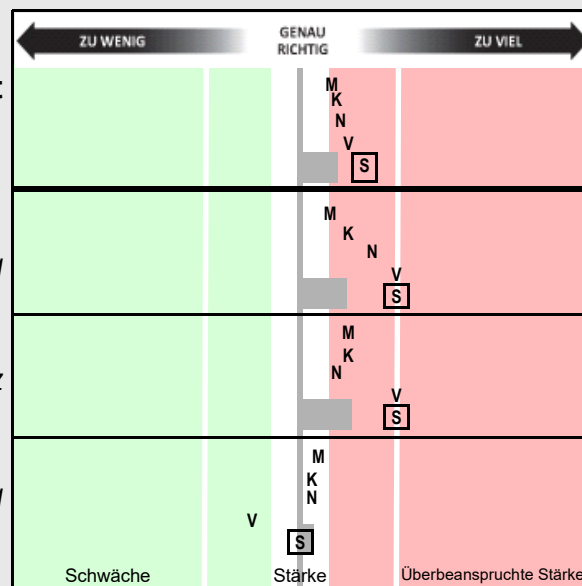 ZU WENIG
GENAU
RICHTIG
ZU VIEL
M
K
N
V
S
M
K
N
V
S
M
K
N
V
S
M
K
N
V
S
Schwäche
Stärke
Überbeanspruchte Stärke